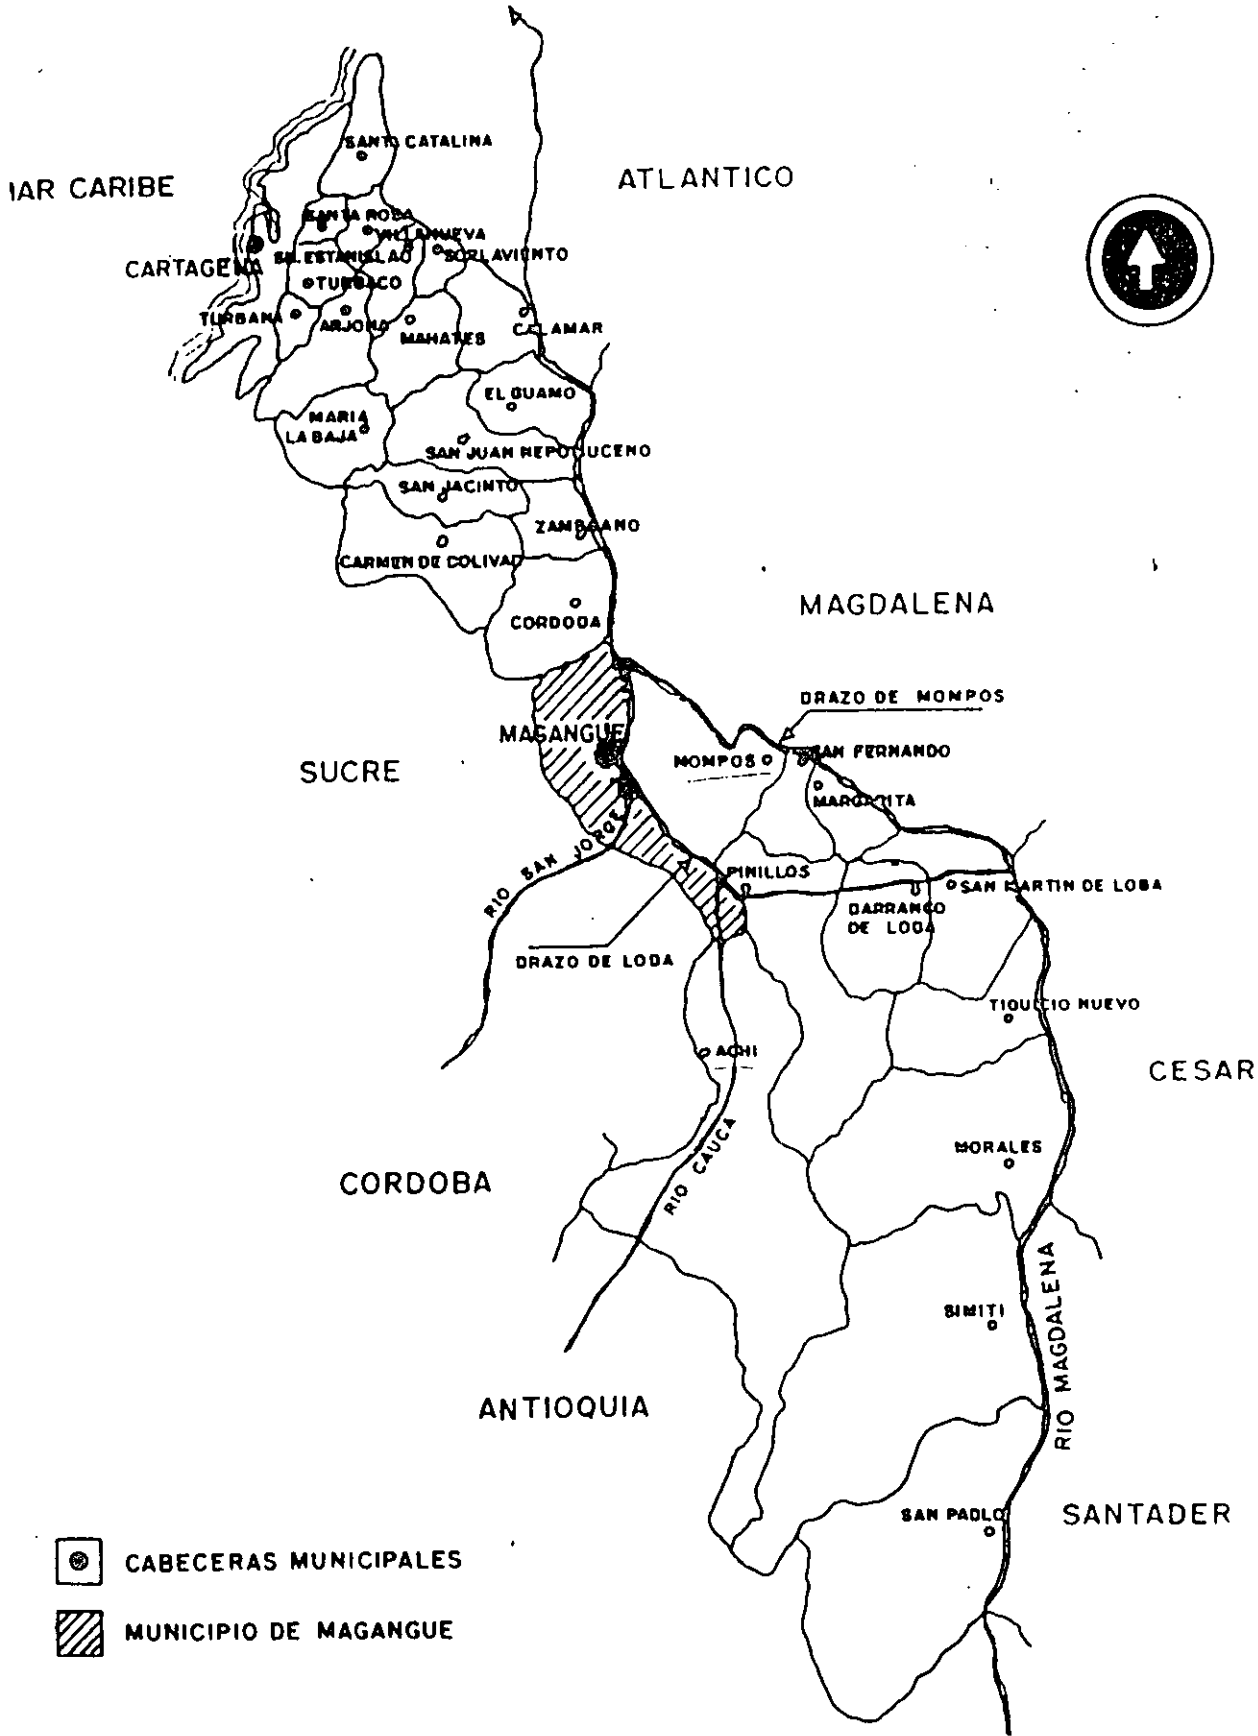 SANTA CATALINA
ATLANTICO
IAR CARIBE
SANTA ROSA
VILLANUEVA
SN. ESTANISLAO
SOPLAVIENTO
CARTAGENA
TURBACO
TURBANA
ARJONA
MAHATES
CALAMAR
EL GUAMO
MARIA
LA BAJA
SAN JUAN NEPOMUCENO
SAN JACINTO
ZAMBRANO
CARMEN DE BOLIVAR
MAGDALENA
CORDOBA
BRAZO DE MOMPOS
MAGANGUE
SAN FERNANDO
MOMPOS
SUCRE
MARGARITA
RIO SAN JORGE
PINILLOS
SAN MARTIN DE LOBA
BARRANCO
DE LOBA
BRAZO DE LOBA
TIQUICIO NUEVO
ACHI
CESAR
MORALES
RIO CAUCA
CORDOBA
SIMITI
RIO MAGDALENA
ANTIOQUIA
SAN PABLO
SANTADER
CABECERAS MUNICIPALES
MUNICIPIO DE MAGANGUE